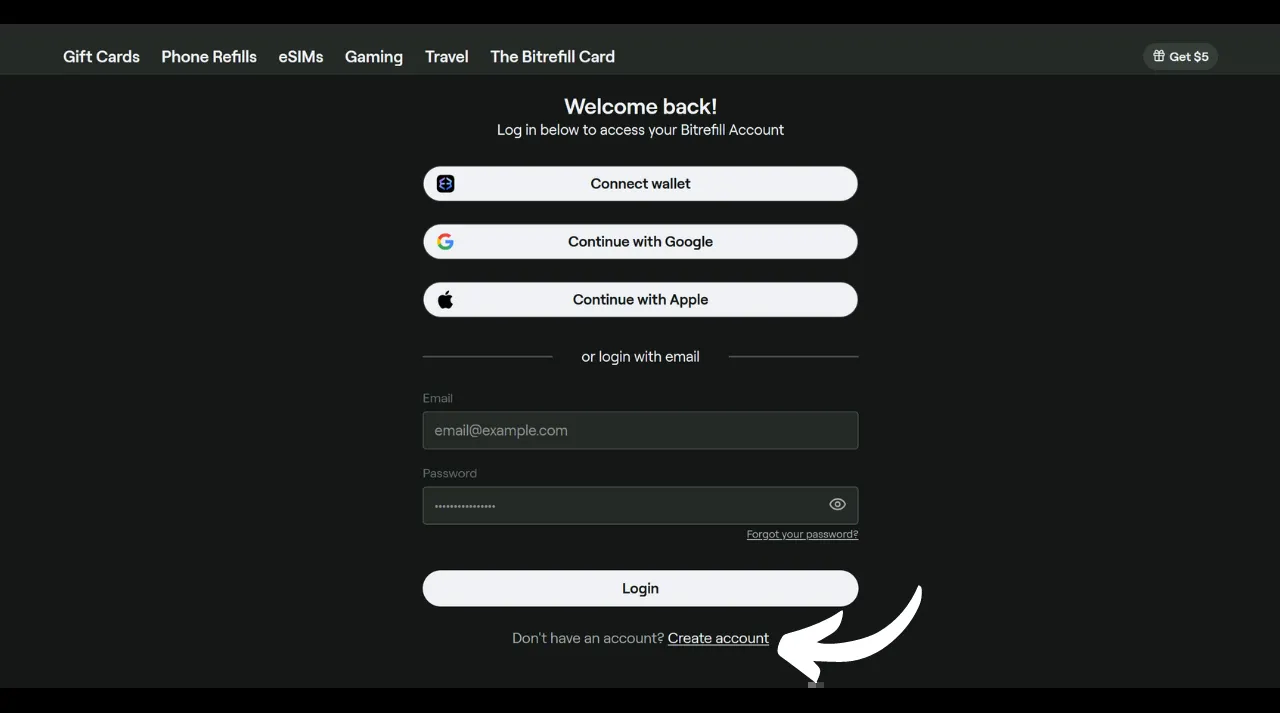 Gift Cards Phone Refills eSIMs Gaming Travel The Bitrefill Card Get $5
Welcome back!
Log in below to access your Bitrefill Account
Connect wallet
Continue with Google
Continue with Apple
or login with email
Email
email@example.com
Password
••••••••••••••••
Forgot your password?
Login
Don't have an account? Create account